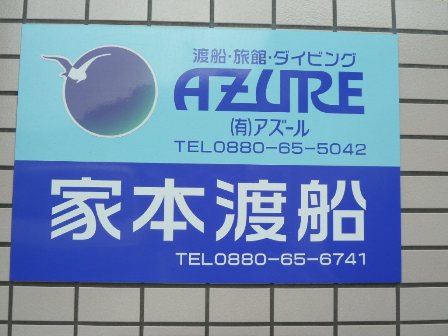 渡船・旅館・ダイビング
AZURE
(有)アズール
TEL0880-65-5042
家本渡船
TEL0880-65-6741